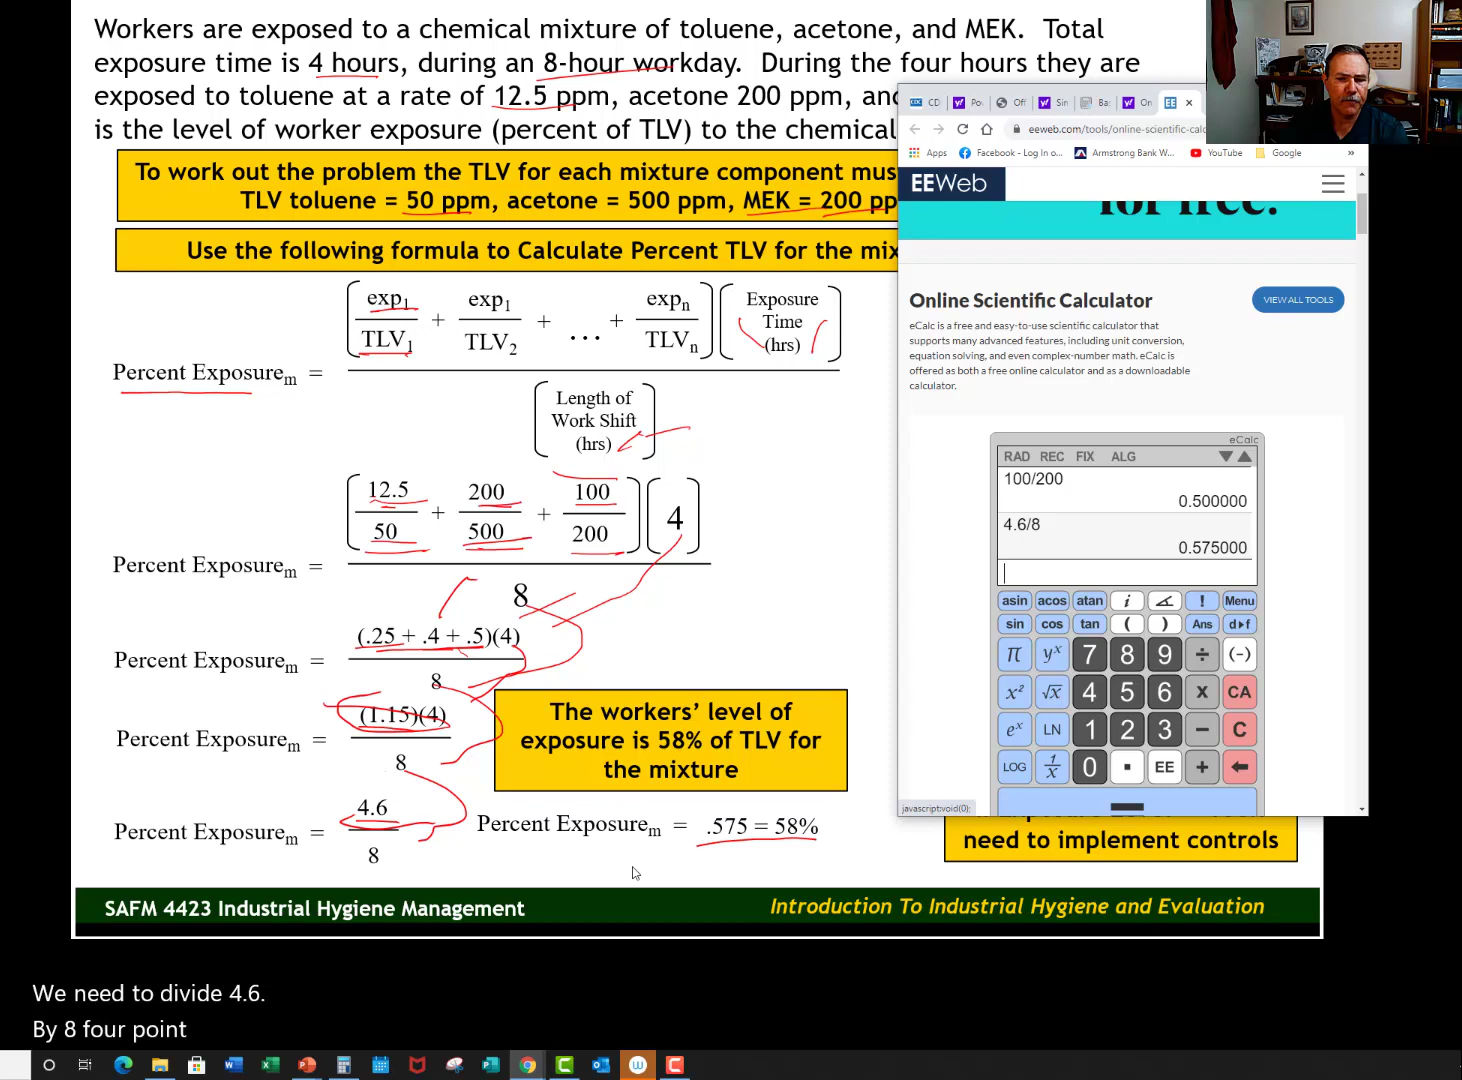 Workers are exposed to a chemical mixture of toluene, acetone, and MEK. Total
exposure time is 4 hours, during an 8-hour workday. During the four hours they are
exposed to toluene at a rate of 12.5 ppm, acetone 200 ppm, and
is the level of worker exposure (percent of TLV) to the chemical
To work out the problem the TLV for each mixture component mus
TLV toluene = 50 ppm, acetone = 500 ppm, MEK = 200 pp
Use the following formula to Calculate Percent TLV for the mix
exp1 + exp1 + ... + expn Exposure
TLV1 TLV2 TLVn Time
(hrs)
Percent Exposurem =
Length of
Work Shift
(hrs)
12.5 + 200 + 100 4
50 500 200
Percent Exposurem =
8
(.25 + .4 + .5)(4)
Percent Exposurem =
8
(1.15)(4)
Percent Exposurem =
8
4.6
Percent Exposurem =
8
The workers' level of
exposure is 58% of TLV for
the mixture
Percent Exposurem = .575 = 58%
need to implement controls
SAFM 4423 Industrial Hygiene Management
Introduction To Industrial Hygiene and Evaluation
CD Po Off Sin Ba On
eeweb.com/tools/online-scientific-calc
Apps Facebook - Log In o... Armstrong Bank W... YouTube Google »
EEWeb
for free.
Online Scientific Calculator
VIEW ALL TOOLS
eCalc is a free and easy-to-use scientific calculator that
supports many advanced features, including unit conversion,
equation solving, and even complex-number math. eCalc is
offered as both a free online calculator and as a downloadable
calculator.
eCalc
RAD REC FIX ALG
100/200
0.500000
4.6/8
0.575000
asin acos atan i ∠ ! Menu
sin cos tan ( ) Ans d▸f
π yˣ 7 8 9 ÷ (−)
x² √x 4 5 6 X CA
eˣ LN 1 2 3 − C
LOG 1/x 0 . EE + ←
javascript:void(0);
We need to divide 4.6.
By 8 four point